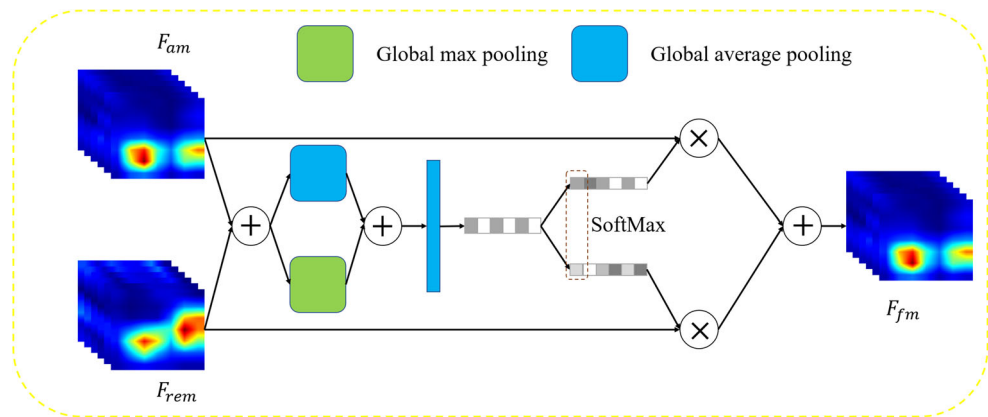 F_am
Global max pooling
Global average pooling
SoftMax
F_rem
F_fm